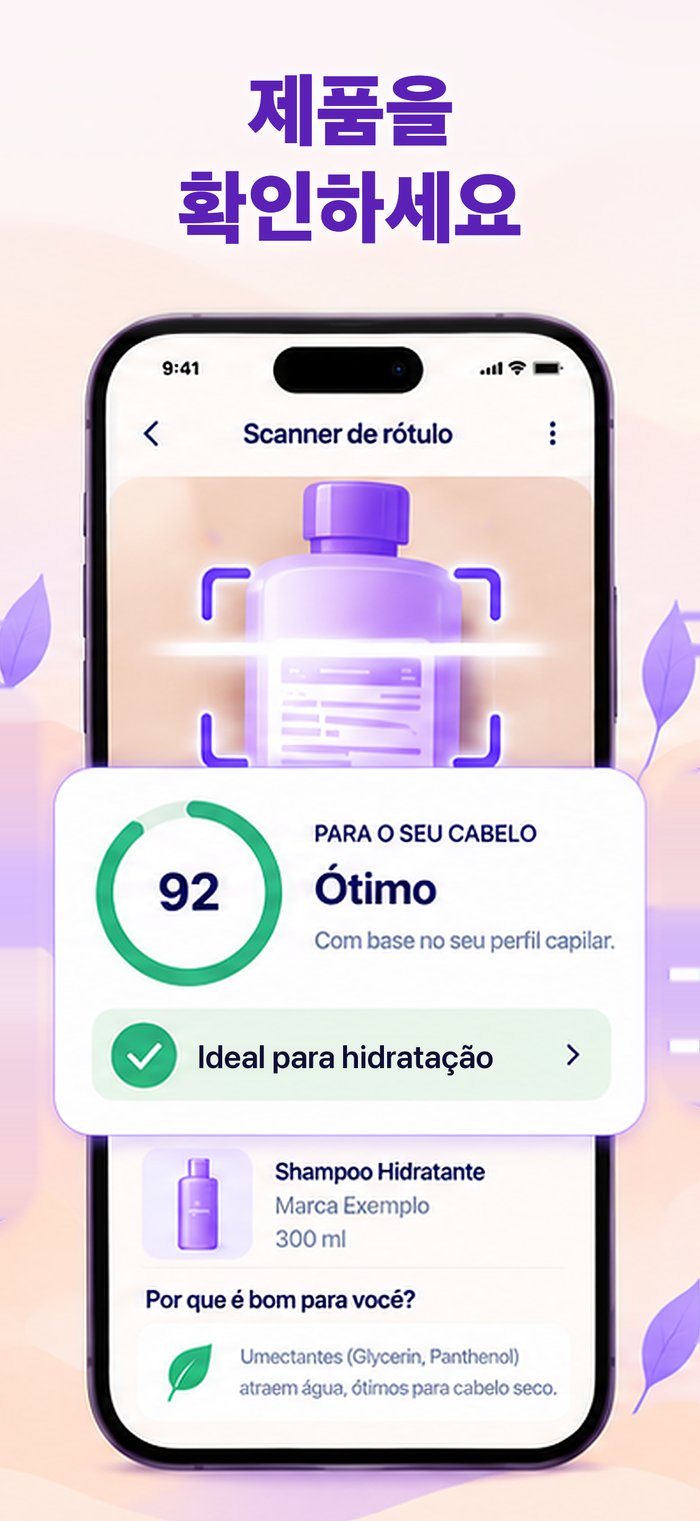 제품을
확인하세요
9:41
Scanner de rótulo
92
PARA O SEU CABELO
Ótimo
Com base no seu perfil capilar.
Ideal para hidratação
Shampoo Hidratante
Marca Exemplo
300 ml
Por que é bom para você?
Umectantes (Glycerin, Panthenol)
atraem água, ótimos para cabelo seco.